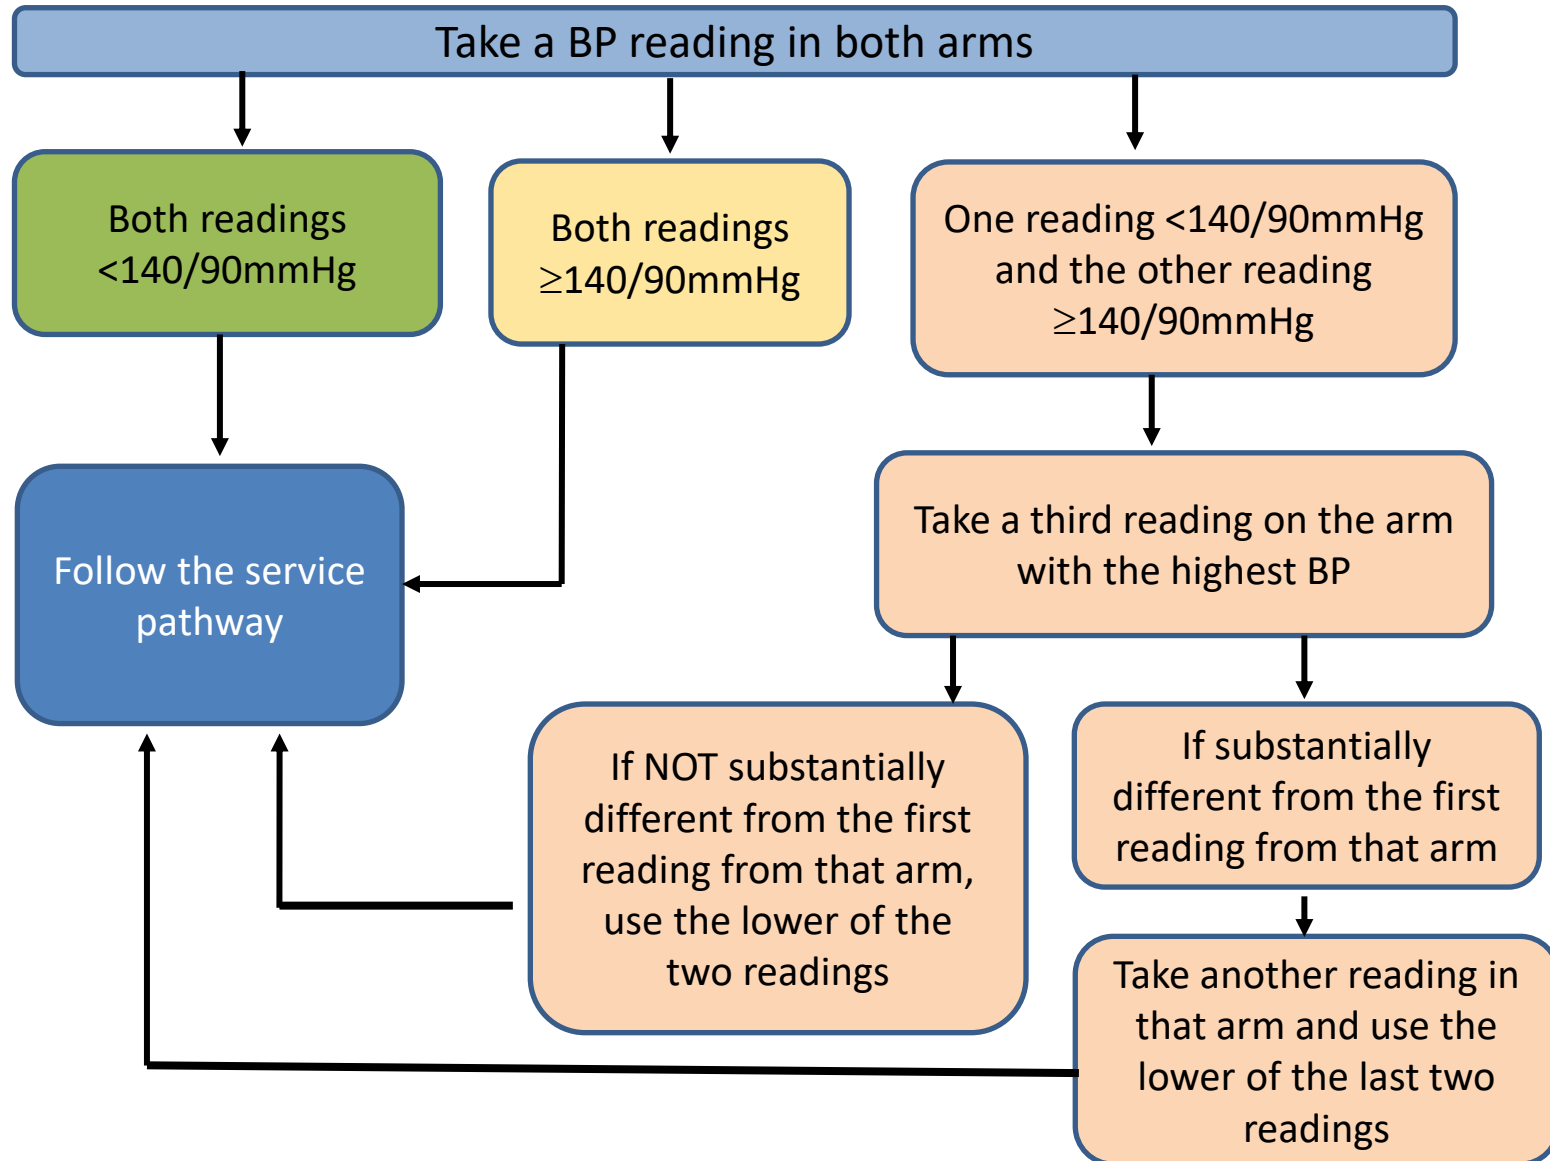 Take a BP reading in both arms
Both readings
<140/90mmHg
Both readings
≥140/90mmHg
One reading <140/90mmHg
and the other reading
≥140/90mmHg
Follow the service
pathway
Take a third reading on the arm
with the highest BP
If NOT substantially
different from the first
reading from that arm,
use the lower of the
two readings
If substantially
different from the first
reading from that arm
Take another reading in
that arm and use the
lower of the last two
readings